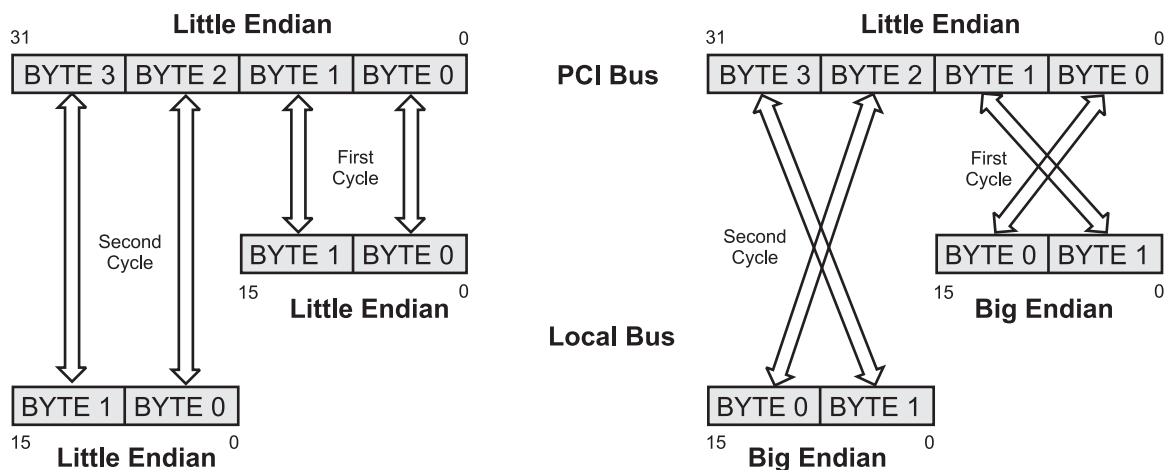 Little Endian
31 0
BYTE 3 BYTE 2 BYTE 1 BYTE 0
First
Cycle
Second
Cycle
BYTE 1 BYTE 0
15 0
Little Endian
BYTE 1 BYTE 0
15 0
Little Endian
PCI Bus
Local Bus
Little Endian
31 0
BYTE 3 BYTE 2 BYTE 1 BYTE 0
First
Cycle
Second
Cycle
BYTE 0 BYTE 1
15 0
Big Endian
BYTE 0 BYTE 1
15 0
Big Endian